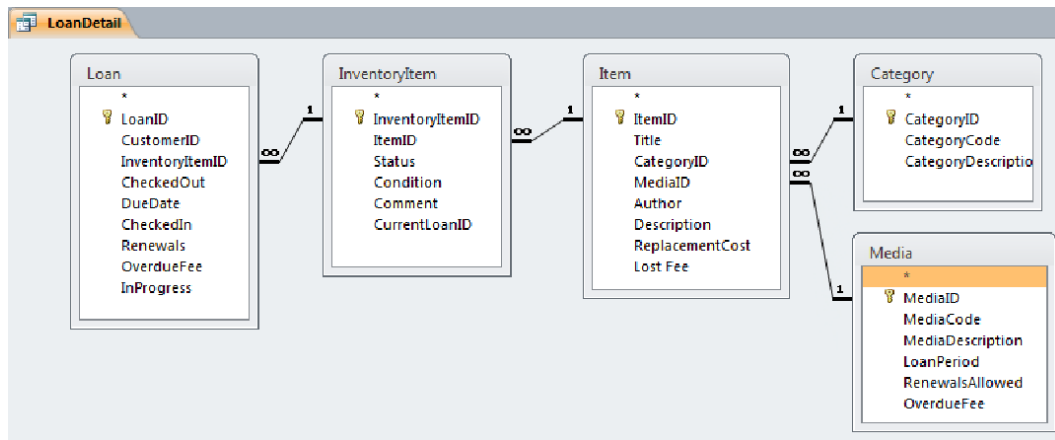 LoanDetail
Loan
*
LoanID
CustomerID
InventoryItemID
CheckedOut
DueDate
CheckedIn
Renewals
OverdueFee
InProgress
∞
1
InventoryItem
*
InventoryItemID
ItemID
Status
Condition
Comment
CurrentLoanID
∞
1
Item
*
ItemID
Title
CategoryID
MediaID
Author
Description
ReplacementCost
Lost Fee
∞
∞
1
1
Category
*
CategoryID
CategoryCode
CategoryDescriptio
Media
*
MediaID
MediaCode
MediaDescription
LoanPeriod
RenewalsAllowed
OverdueFee